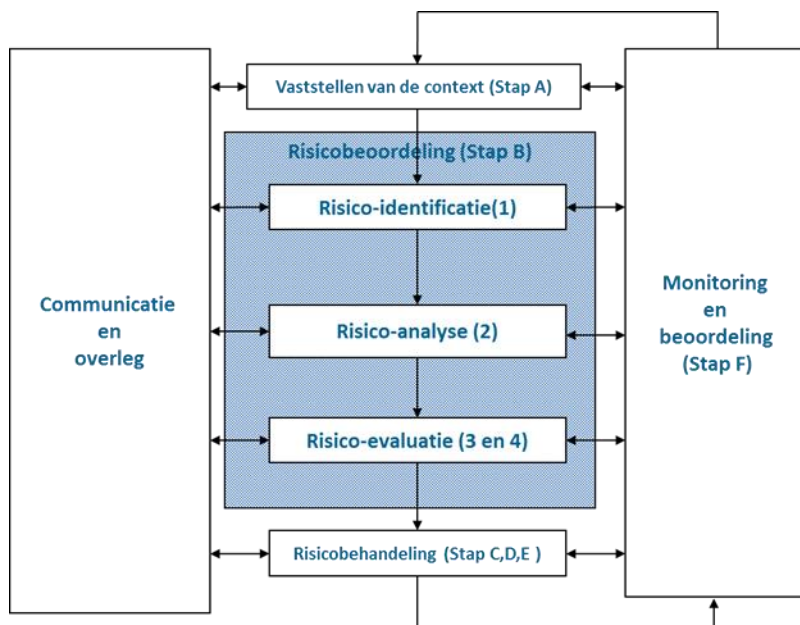 Vaststellen van de context (Stap A)
Risicobeoordeling (Stap B)
Risico-identificatie(1)
Communicatie
en
overleg
Monitoring
en
beoordeling
(Stap F)
Risico-analyse (2)
Risico-evaluatie (3 en 4)
Risicobehandeling (Stap C,D,E )